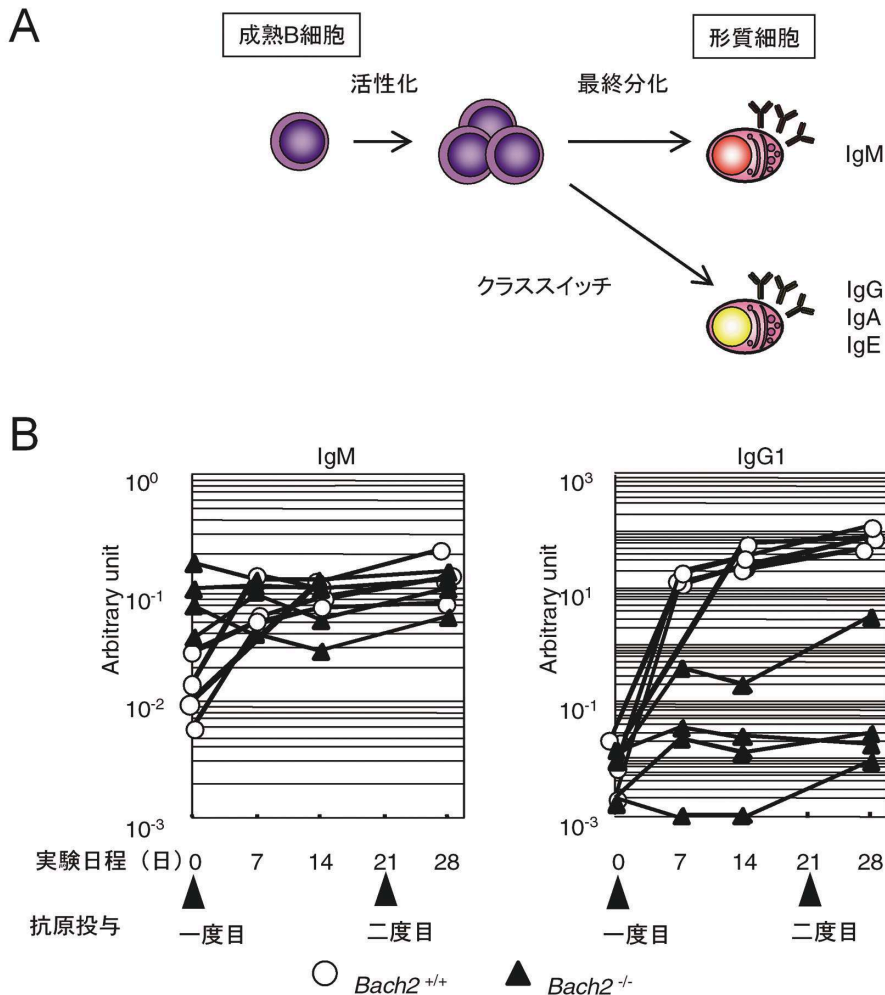 A
成熟B細胞
形質細胞
活性化
最終分化
IgM
クラススイッチ
IgG
IgA
IgE
B
IgM
IgG1
Arbitrary unit
10⁰
10⁻¹
10⁻²
10⁻³
Arbitrary unit
10³
10¹
10⁻¹
10⁻³
実験日程（日） 0 7 14 21 28
0 7 14 21 28
抗原投与 一度目 二度目
一度目 二度目
Bach2 +/+ Bach2 -/-